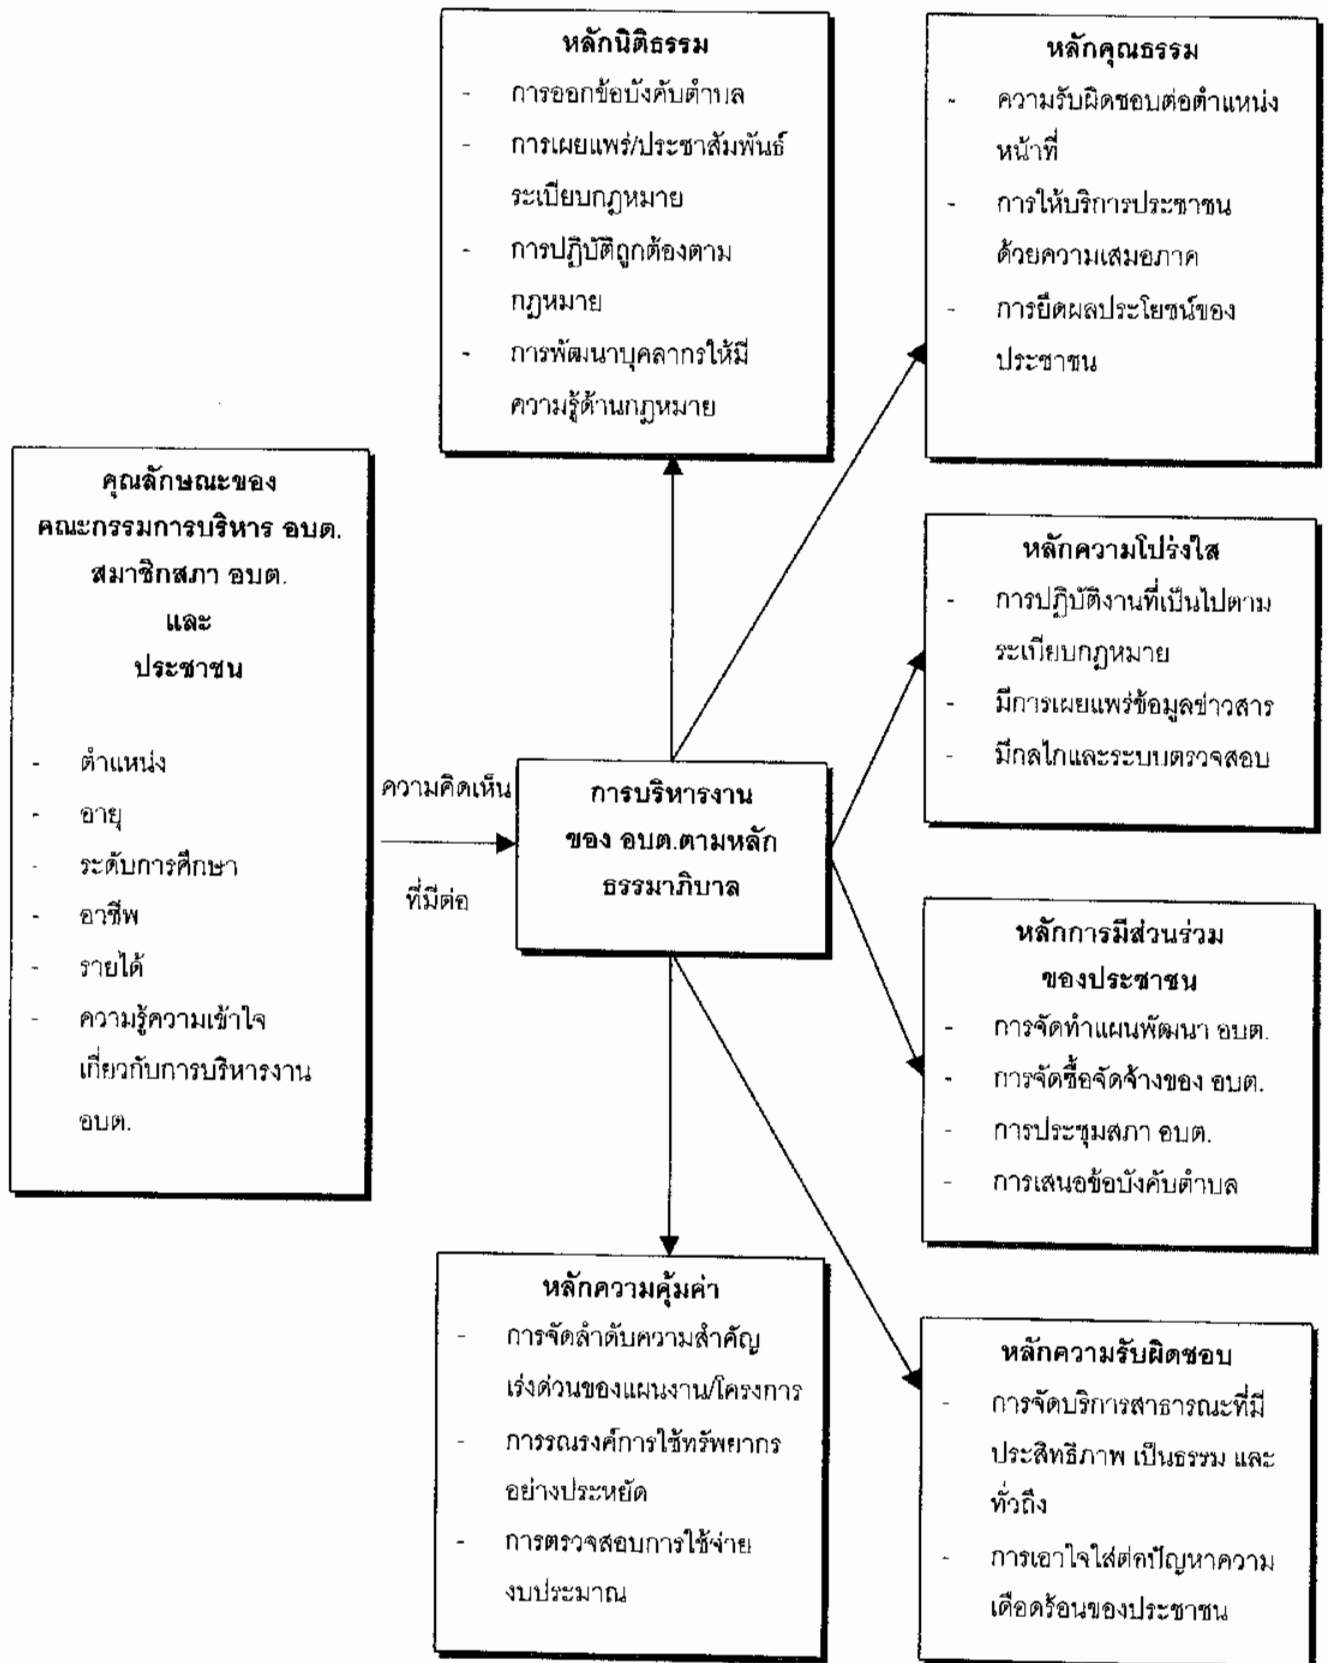 หลักนิติธรรม
- การออกข้อบังคับตำบล
- การเผยแพร่/ประชาสัมพันธ์
ระเบียบกฎหมาย
- การปฏิบัติถูกต้องตาม
กฎหมาย
- การพัฒนาบุคลากรให้มี
ความรู้ด้านกฎหมาย
หลักคุณธรรม
- ความรับผิดชอบต่อตำแหน่ง
หน้าที่
- การให้บริการประชาชน
ด้วยความเสมอภาค
- การยึดผลประโยชน์ของ
ประชาชน
คุณลักษณะของ
คณะกรรมการบริหาร อบต.
สมาชิกสภา อบต.
และ
ประชาชน
- ตำแหน่ง
- อายุ
- ระดับการศึกษา
- อาชีพ
- รายได้
- ความรู้ความเข้าใจ
เกี่ยวกับการบริหารงาน
อบต.
ความคิดเห็น
ที่มีต่อ
การบริหารงาน
ของ อบต.ตามหลัก
ธรรมาภิบาล
หลักความโปร่งใส
- การปฏิบัติงานที่เป็นไปตาม
ระเบียบกฎหมาย
- มีการเผยแพร่ข้อมูลข่าวสาร
- มีกลไกและระบบตรวจสอบ
หลักการมีส่วนร่วม
ของประชาชน
- การจัดทำแผนพัฒนา อบต.
- การจัดซื้อจัดจ้างของ อบต.
- การประชุมสภา อบต.
- การเสนอข้อบังคับตำบล
หลักความคุ้มค่า
- การจัดลำดับความสำคัญ
เร่งด่วนของแผนงาน/โครงการ
- การรณรงค์การใช้ทรัพยากร
อย่างประหยัด
- การตรวจสอบการใช้จ่าย
งบประมาณ
หลักความรับผิดชอบ
- การจัดบริการสาธารณะที่มี
ประสิทธิภาพ เป็นธรรม และ
ทั่วถึง
- การเอาใจใส่ต่อปัญหาความ
เดือดร้อนของประชาชน